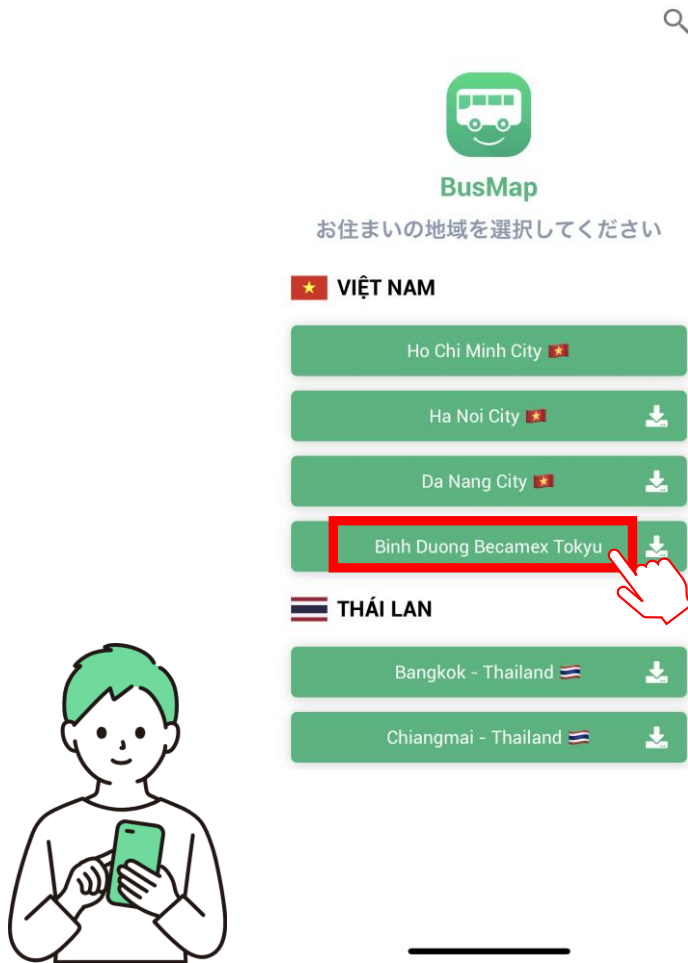 BusMap
お住まいの地域を選択してください
VIỆT NAM
Ho Chi Minh City
Ha Noi City
Da Nang City
Binh Duong Becamex Tokyu
THÁI LAN
Bangkok - Thailand
Chiangmai - Thailand